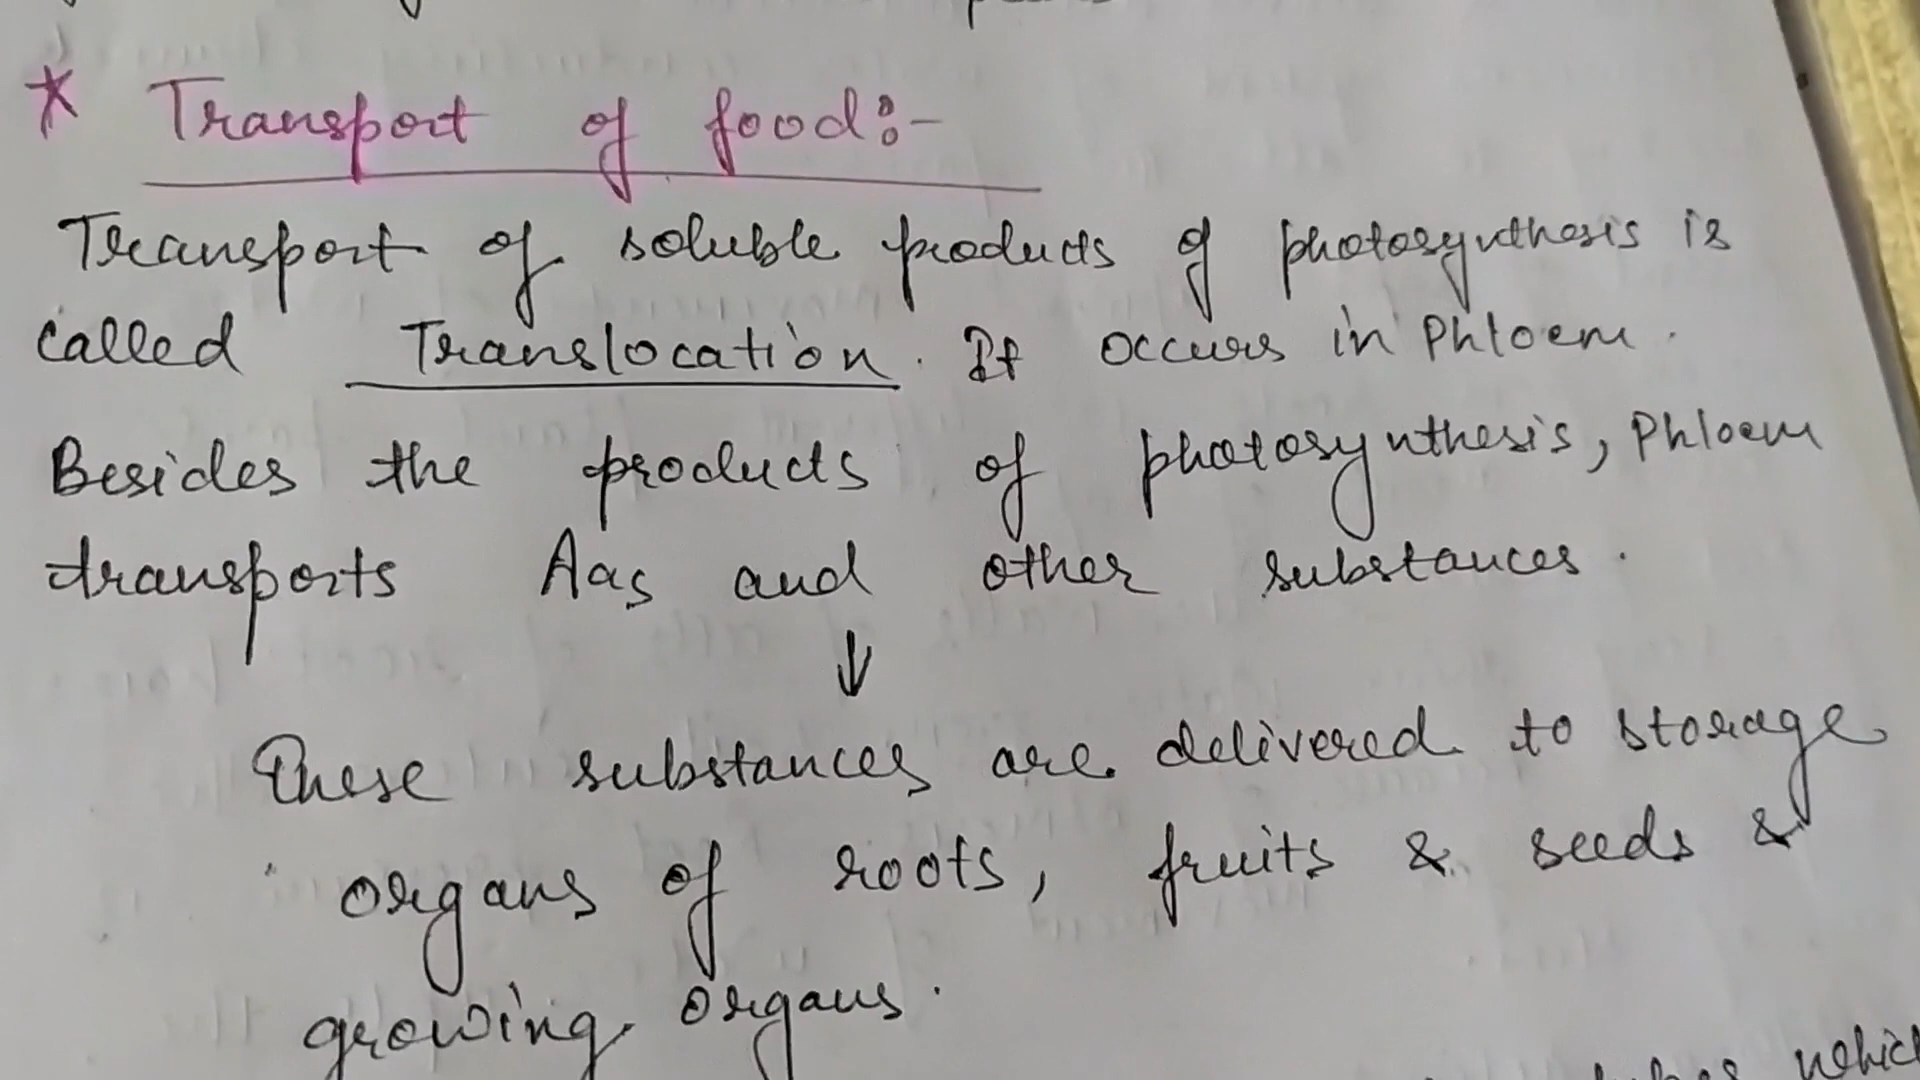 * Transport of food:-
Transport of soluble products of photosynthesis is
called Translocation. It occurs in Phloem.
Besides the products of photosynthesis, Phloem
transports Aas and other substances.
↓
These substances are delivered to storage
organs of roots, fruits & seeds &
growing organs.
which